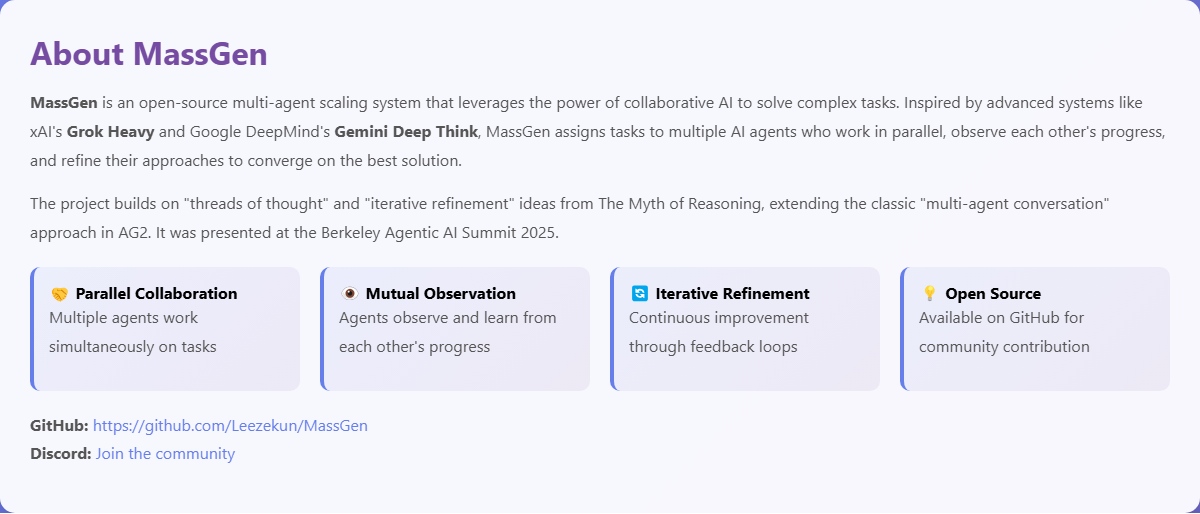 About MassGen
MassGen is an open-source multi-agent scaling system that leverages the power of collaborative AI to solve complex tasks. Inspired by advanced systems like
xAI's Grok Heavy and Google DeepMind's Gemini Deep Think, MassGen assigns tasks to multiple AI agents who work in parallel, observe each other's progress,
and refine their approaches to converge on the best solution.
The project builds on "threads of thought" and "iterative refinement" ideas from The Myth of Reasoning, extending the classic "multi-agent conversation"
approach in AG2. It was presented at the Berkeley Agentic AI Summit 2025.
🤝 Parallel Collaboration
Multiple agents work
simultaneously on tasks
👁️ Mutual Observation
Agents observe and learn from
each other's progress
🔄 Iterative Refinement
Continuous improvement
through feedback loops
💡 Open Source
Available on GitHub for
community contribution
GitHub: https://github.com/Leezekun/MassGen
Discord: Join the community